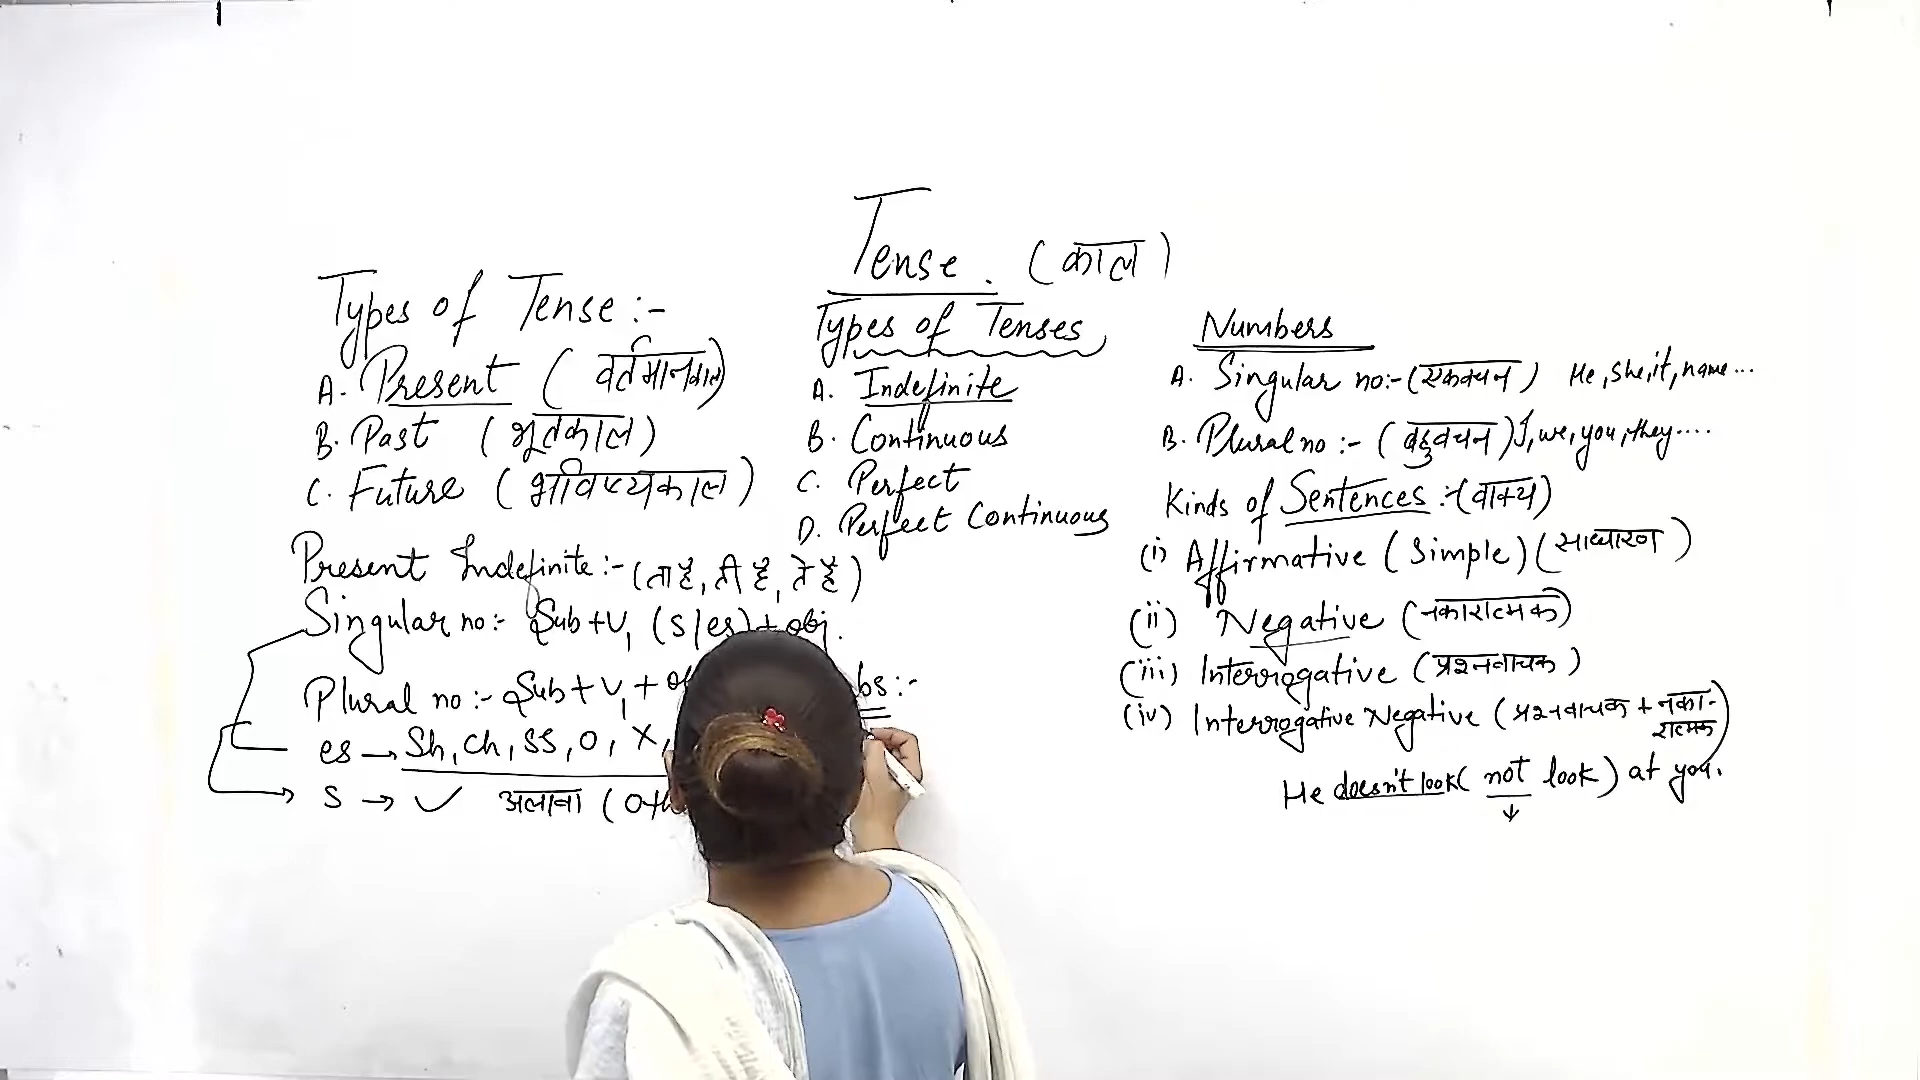 Tense. (काल)
Types of Tense :-
A. Present (वर्तमानकाल)
B. Past (भूतकाल)
C. Future (भविष्यकाल)
Present Indefinite :- (ता है, ती है, ते है)
Singular no :- Sub + V1 (s/es) + obj.
Plural no :- Sub + V1 +
es → Sh, ch, ss, o, x,
s → ✓ अलावा (
Types of Tenses
A. Indefinite
B. Continuous
C. Perfect
D. Perfect Continuous
Numbers
A. Singular no :- (एकवचन) He, she, it, name...
B. Plural no :- (बहुवचन) I, we, you, they....
Kinds of Sentences :- (वाक्य)
(i) Affirmative (Simple) (साधारण)
(ii) Negative (नकारात्मक)
(iii) Interrogative (प्रश्नवाचक)
(iv) Interrogative Negative (प्रश्नवाचक + नका-
रात्मक)
He doesn't look (not look) at you.
↓